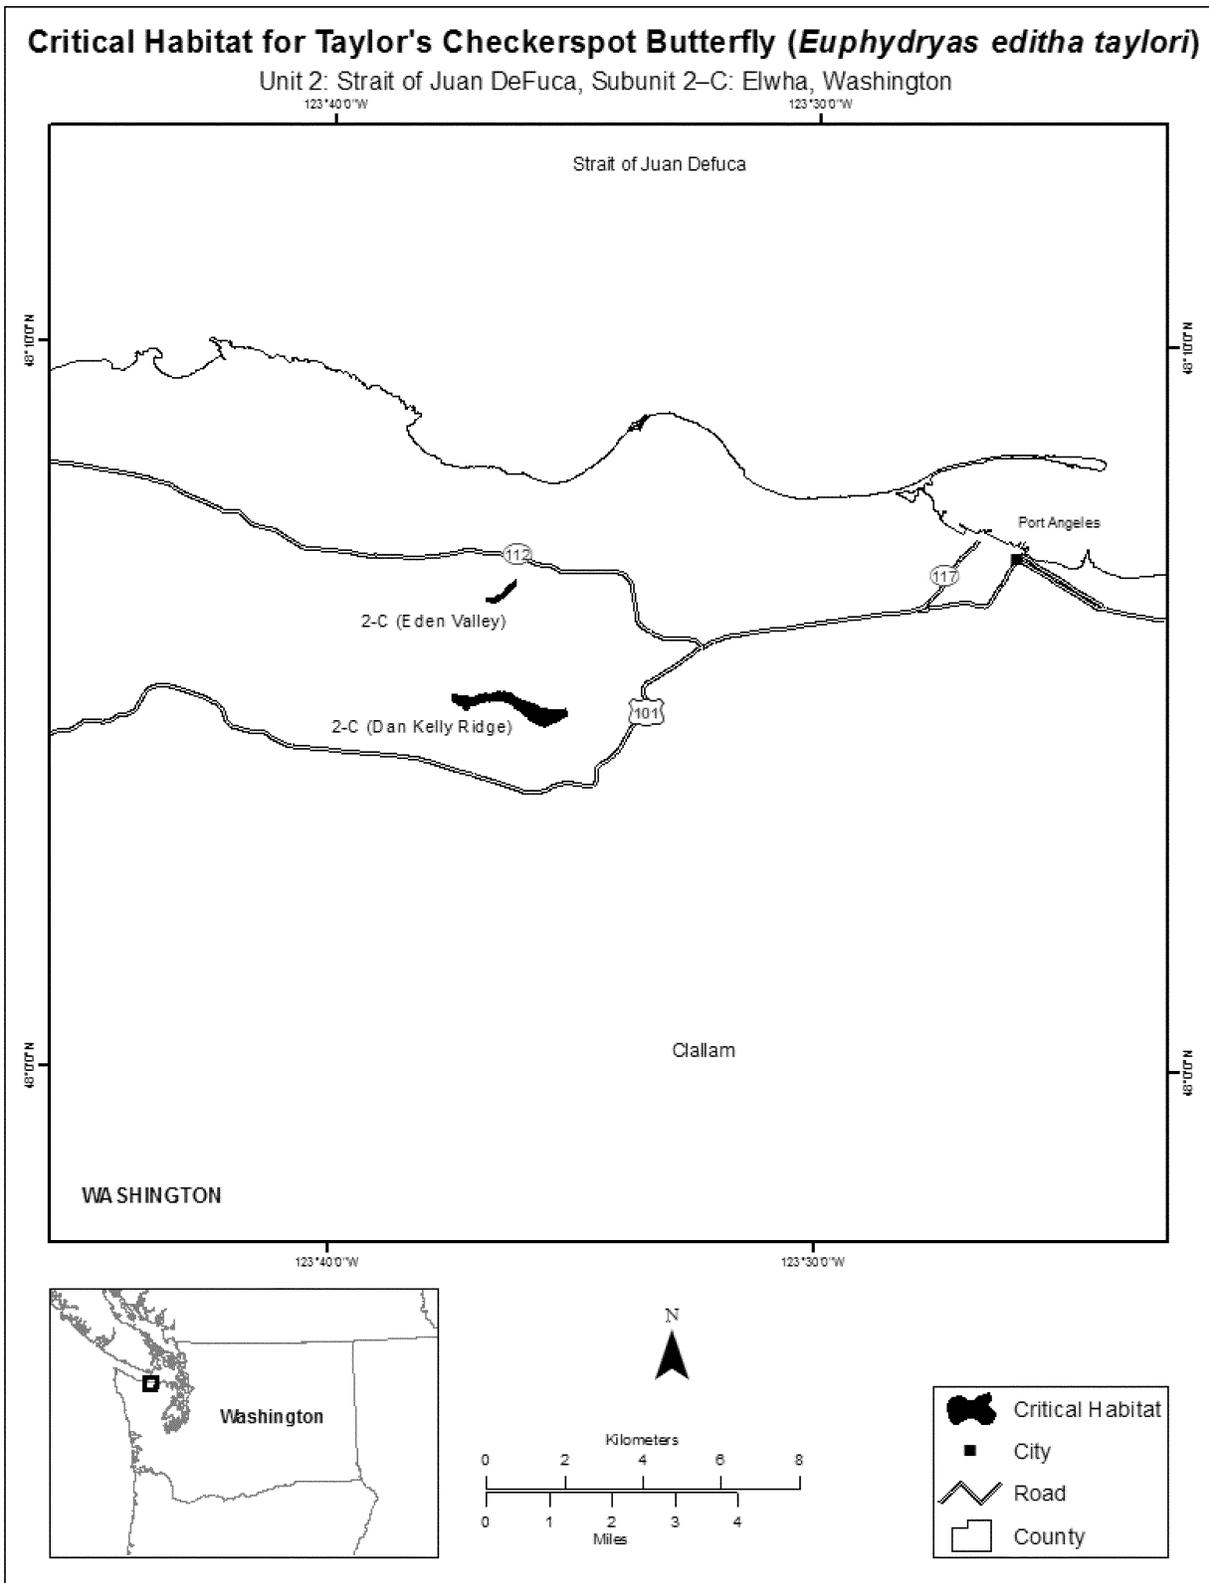 Critical Habitat for Taylor's Checkerspot Butterfly (Euphydryas editha taylori)
Unit 2: Strait of Juan DeFuca, Subunit 2–C: Elwha, Washington
123°40'0"W 123°30'0"W
Strait of Juan Defuca
48°10'0"N 48°10'0"N
Port Angeles
112
117
2-C (Eden Valley)
101
2-C (Dan Kelly Ridge)
Clallam
48°0'0"N 48°0'0"N
WASHINGTON
123°40'0"W 123°30'0"W
Washington
N
Kilometers
0 2 4 6 8
0 1 2 3 4
Miles
Critical Habitat
City
Road
County